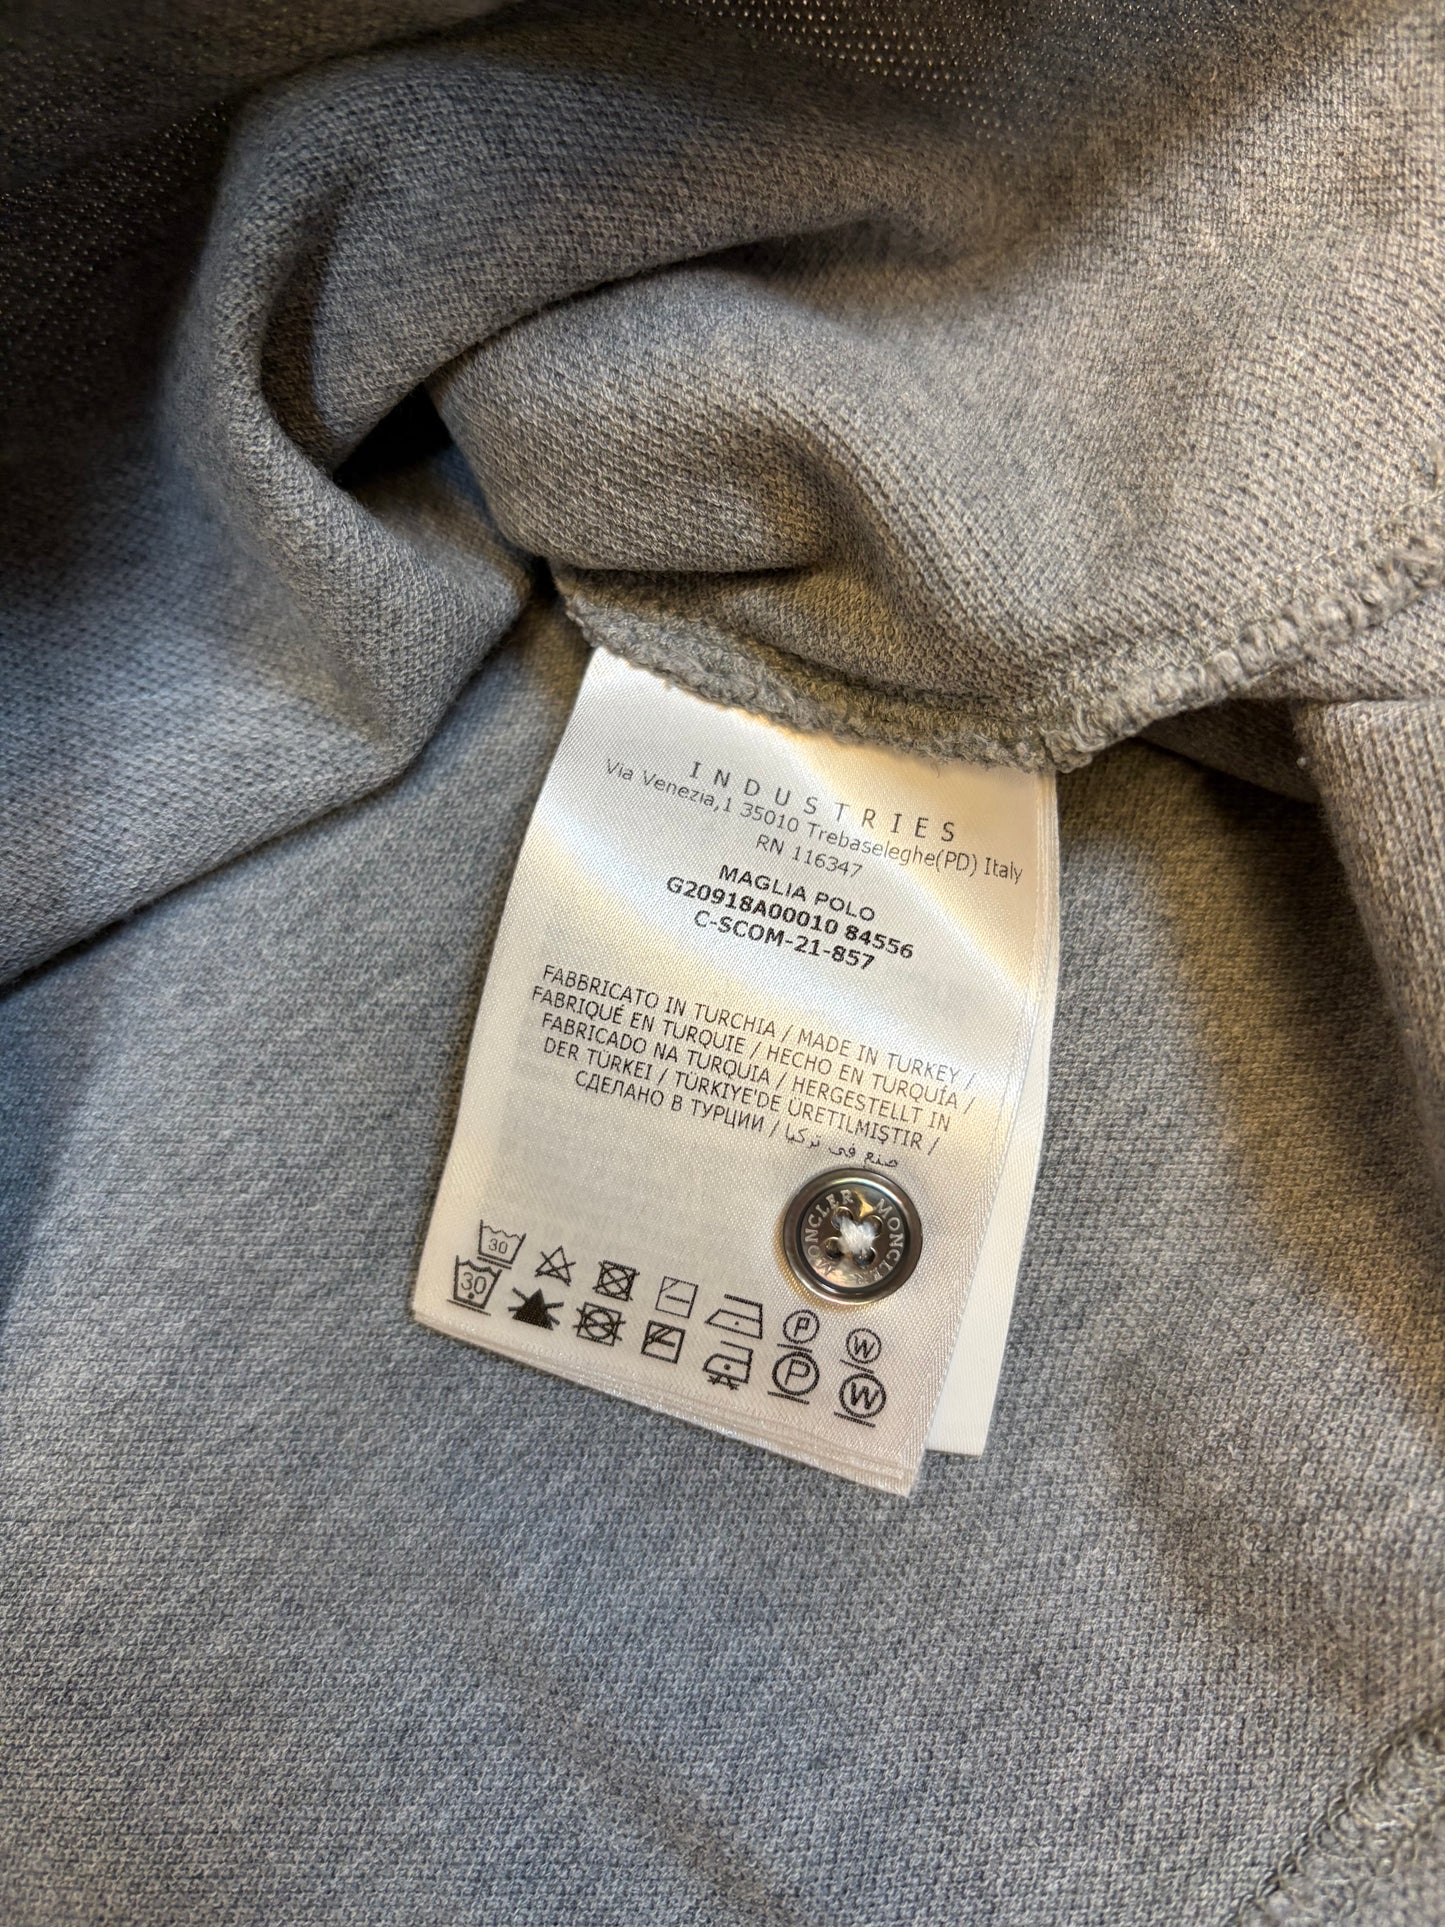 INDUSTRIES
Via Venezia,1 35010 Trebaseleghe(PD) Italy
RN 116347
MAGLIA POLO
G20918A00010 84556
C-SCOM-21-857
FABBRICATO IN TURCHIA / MADE IN TURKEY /
FABRIQUÉ EN TURQUIE / HECHO EN TURQUÍA /
FABRICADO NA TURQUIA / HERGESTELLT IN
DER TÜRKEI / TÜRKIYE'DE ÜRETILMIŞTIR /
СДЕЛАНО В ТУРЦИИ / صنع في تركيا
MONCLER MONCLER
30
P
W
30
P
W